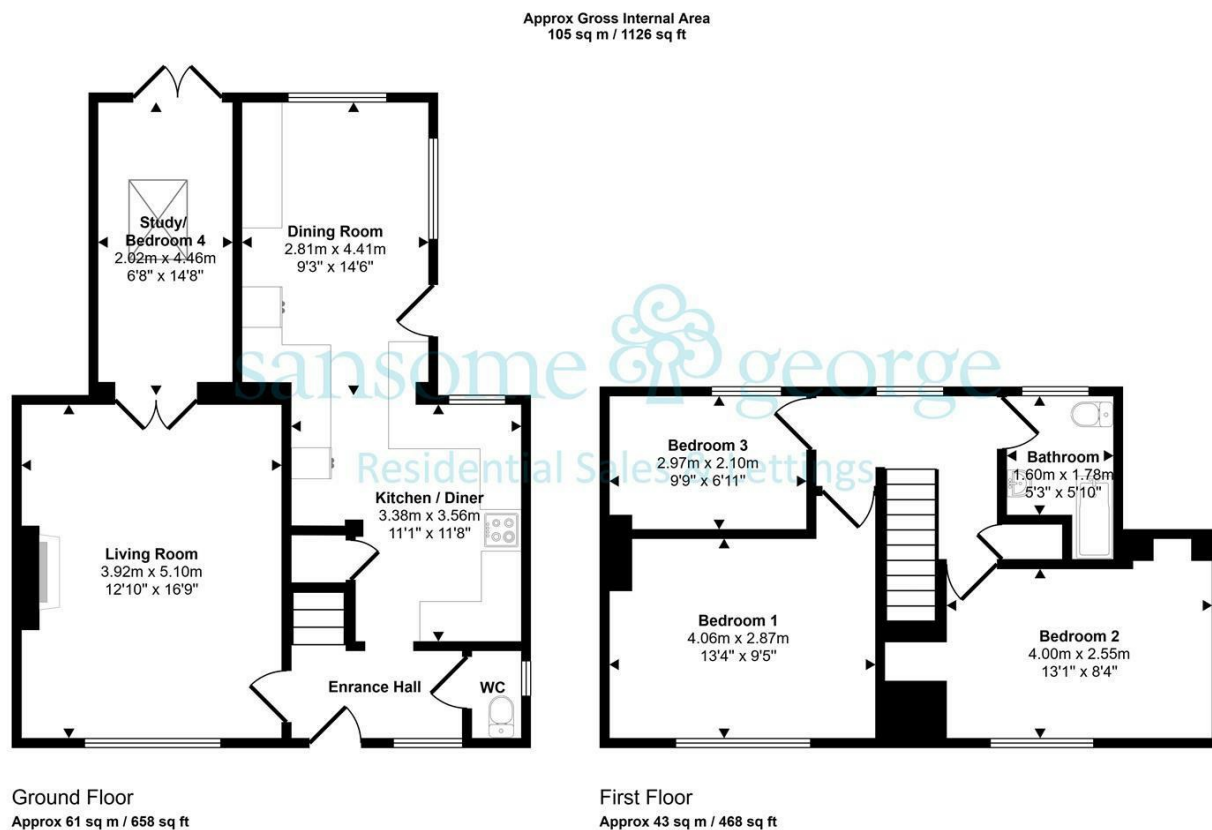 Approx Gross Internal Area
105 sq m / 1126 sq ft
Study/
Bedroom 4
2.02m x 4.46m
6'8" x 14'8"
Dining Room
2.81m x 4.41m
9'3" x 14'6"
sansome george
Residential Sales & Lettings
Kitchen / Diner
3.38m x 3.56m
11'1" x 11'8"
Living Room
3.92m x 5.10m
12'10" x 16'9"
Entrance Hall
WC
Bedroom 3
2.97m x 2.10m
9'9" x 6'11"
Bathroom
1.60m x 1.78m
5'3" x 5'10"
Bedroom 1
4.06m x 2.87m
13'4" x 9'5"
Bedroom 2
4.00m x 2.55m
13'1" x 8'4"
Ground Floor
Approx 61 sq m / 658 sq ft
First Floor
Approx 43 sq m / 468 sq ft